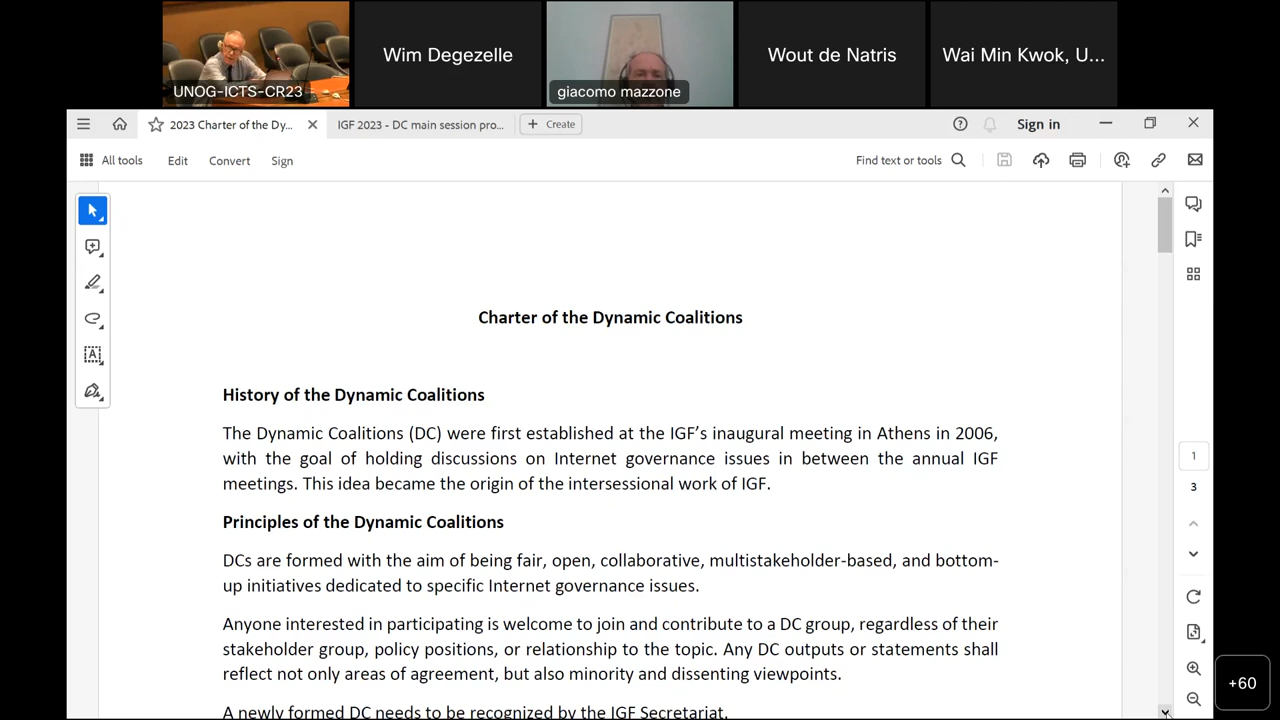 UNOG-ICTS-CR23
Wim Degezelle
giacomo mazzone
Wout de Natris
Wai Min Kwok, U...
2023 Charter of the Dy...
IGF 2023 - DC main session pro...
Create
Sign in
All tools
Edit
Convert
Sign
Find text or tools
Charter of the Dynamic Coalitions
History of the Dynamic Coalitions
The Dynamic Coalitions (DC) were first established at the IGF’s inaugural meeting in Athens in 2006,
with the goal of holding discussions on Internet governance issues in between the annual IGF
meetings. This idea became the origin of the intersessional work of IGF.
Principles of the Dynamic Coalitions
DCs are formed with the aim of being fair, open, collaborative, multistakeholder-based, and bottom-
up initiatives dedicated to specific Internet governance issues.
Anyone interested in participating is welcome to join and contribute to a DC group, regardless of their
stakeholder group, policy positions, or relationship to the topic. Any DC outputs or statements shall
reflect not only areas of agreement, but also minority and dissenting viewpoints.
A newly formed DC needs to be recognized by the IGF Secretariat.
1
3
+60